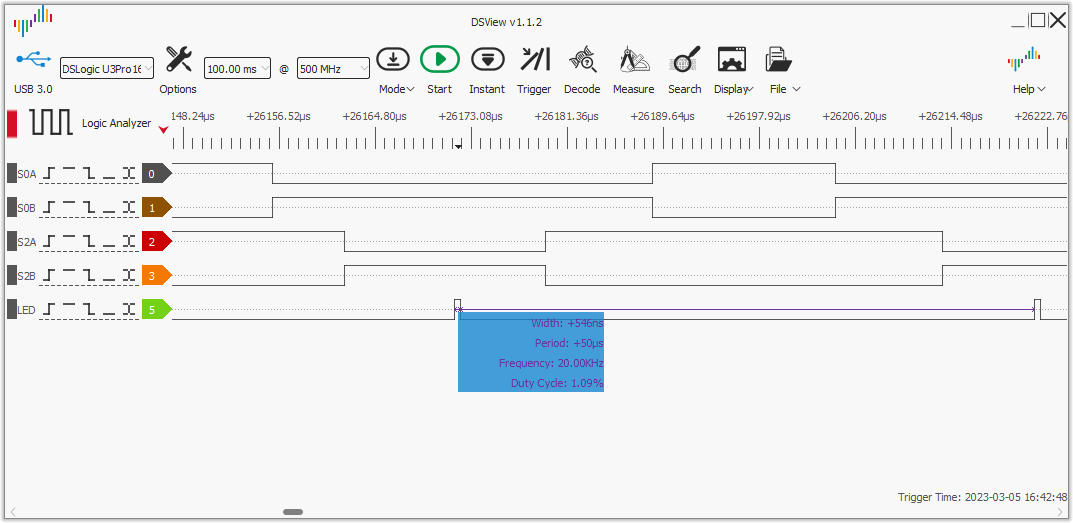 DSView v1.1.2
DSLogic U3Pro16
100.00 ms
@
500 MHz
USB 3.0
Options
Mode
Start
Instant
Trigger
Decode
Measure
Search
Display
File
Help
Logic Analyzer
148.24µs
+26156.52µs
+26164.80µs
+26173.08µs
+26181.36µs
+26189.64µs
+26197.92µs
+26206.20µs
+26214.48µs
+26222.76
S0A
0
S0B
1
S2A
2
S2B
3
LED
5
Width: +546ns
Period: +50µs
Frequency: 20.00KHz
Duty Cycle: 1.09%
Trigger Time: 2023-03-05 16:42:48